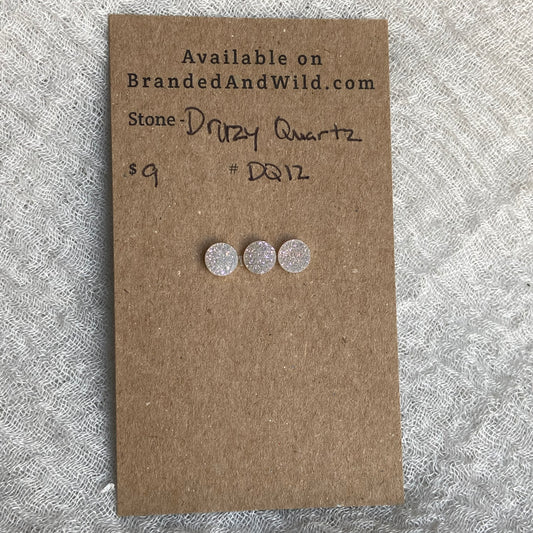 Available on
BrandedAndWild.com
Stone - Druzy Quartz
$9 # DQ12